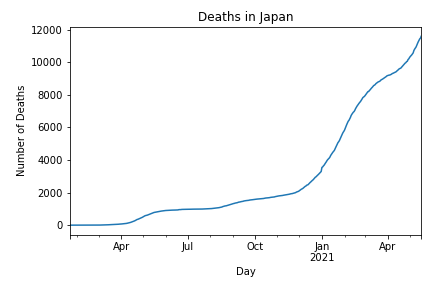 Deaths in Japan
Number of Deaths
12000
10000
8000
6000
4000
2000
0
Apr
Jul
Oct
Jan
2021
Apr
Day